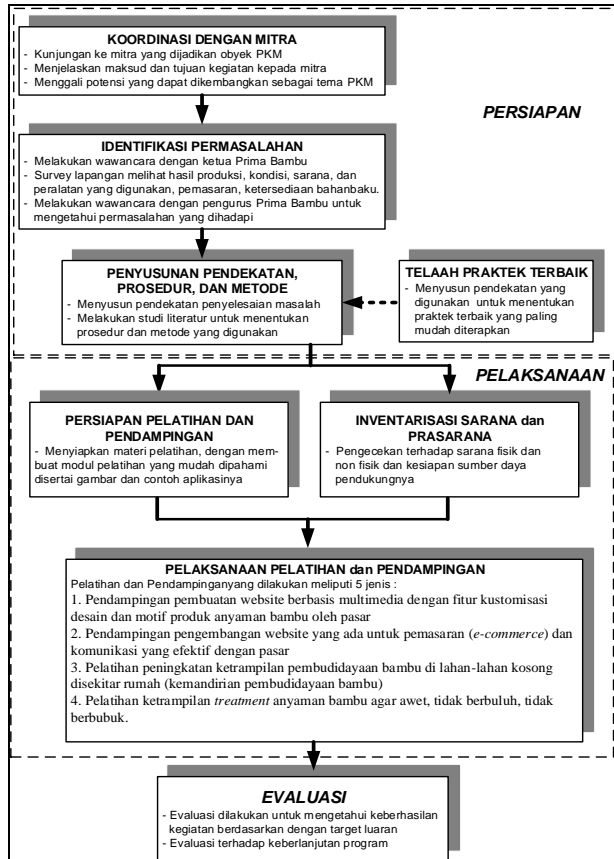 KOORDINASI DENGAN MITRA
- Kunjungan ke mitra yang dijadikan obyek PKM
- Menjelaskan maksud dan tujuan kegiatan kepada mitra
- Menggali potensi yang dapat dikembangkan sebagai tema PKM
PERSIAPAN
IDENTIFIKASI PERMASALAHAN
- Melakukan wawancara dengan ketua Prima Bambu
- Survey lapangan melihat hasil produksi, kondisi, sarana, dan
peralatan yang digunakan, pemasaran, ketersediaan bahanbaku.
- Melakukan wawancara dengan pengurus Prima Bambu untuk
mengetahui permasalahan yang dihadapi
PENYUSUNAN PENDEKATAN,
PROSEDUR, DAN METODE
- Menyusun pendekatan penyelesaian masalah
- Melakukan studi literatur untuk menentukan
prosedur dan metode yang digunakan
TELAAH PRAKTEK TERBAIK
- Menyusun pendekatan yang
digunakan untuk menentukan
praktek terbaik yang paling
mudah diterapkan
PELAKSANAAN
PERSIAPAN PELATIHAN DAN
PENDAMPINGAN
- Menyiapkan materi pelatihan, dengan mem-
buat modul pelatihan yang mudah dipahami
disertai gambar dan contoh aplikasinya
INVENTARISASI SARANA dan
PRASARANA
- Pengecekan terhadap sarana fisik dan
non fisik dan kesiapan sumber daya
pendukungnya
PELAKSANAAN PELATIHAN dan PENDAMPINGAN
Pelatihan dan Pendampinganyang dilakukan meliputi 5 jenis :
1. Pendampingan pembuatan website berbasis multimedia dengan fitur kustomisasi
desain dan motif produk anyaman bambu oleh pasar
2. Pendampingan pengembangan website yang ada untuk pemasaran (e-commerce) dan
komunikasi yang efektif dengan pasar
3. Pelatihan peningkatan ketrampilan pembudidayaan bambu di lahan-lahan kosong
disekitar rumah (kemandirian pembudidayaan bambu)
4. Pelatihan ketrampilan treatment anyaman bambu agar awet, tidak berbuluh, tidak
berbubuk.
EVALUASI
- Evaluasi dilakukan untuk mengetahui keberhasilan
kegiatan berdasarkan dengan target luaran
- Evaluasi terhadap keberlanjutan program